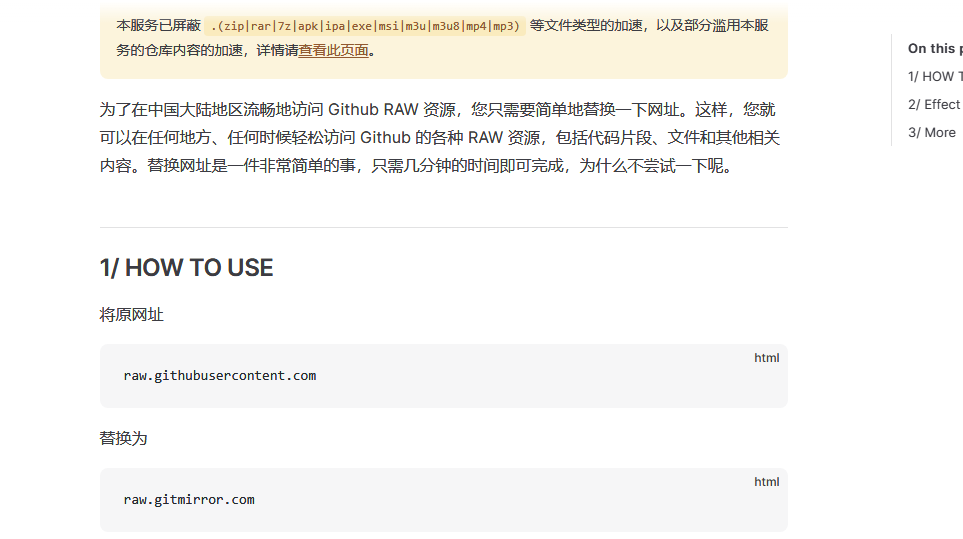 本服务已屏蔽 .(zip|rar|7z|apk|ipa|exe|msi|m3u|m3u8|mp4|mp3) 等文件类型的加速，以及部分滥用本服
务的仓库内容的加速，详情请查看此页面。
为了在中国大陆地区流畅地访问 Github RAW 资源，您只需要简单地替换一下网址。这样，您就
可以在任何地方、任何时候轻松访问 Github 的各种 RAW 资源，包括代码片段、文件和其他相关
内容。替换网址是一件非常简单的事，只需几分钟的时间即可完成，为什么不尝试一下呢。
1/ HOW TO USE
将原网址
html
raw.githubusercontent.com
替换为
html
raw.gitmirror.com
On this p
1/ HOW T
2/ Effect
3/ More